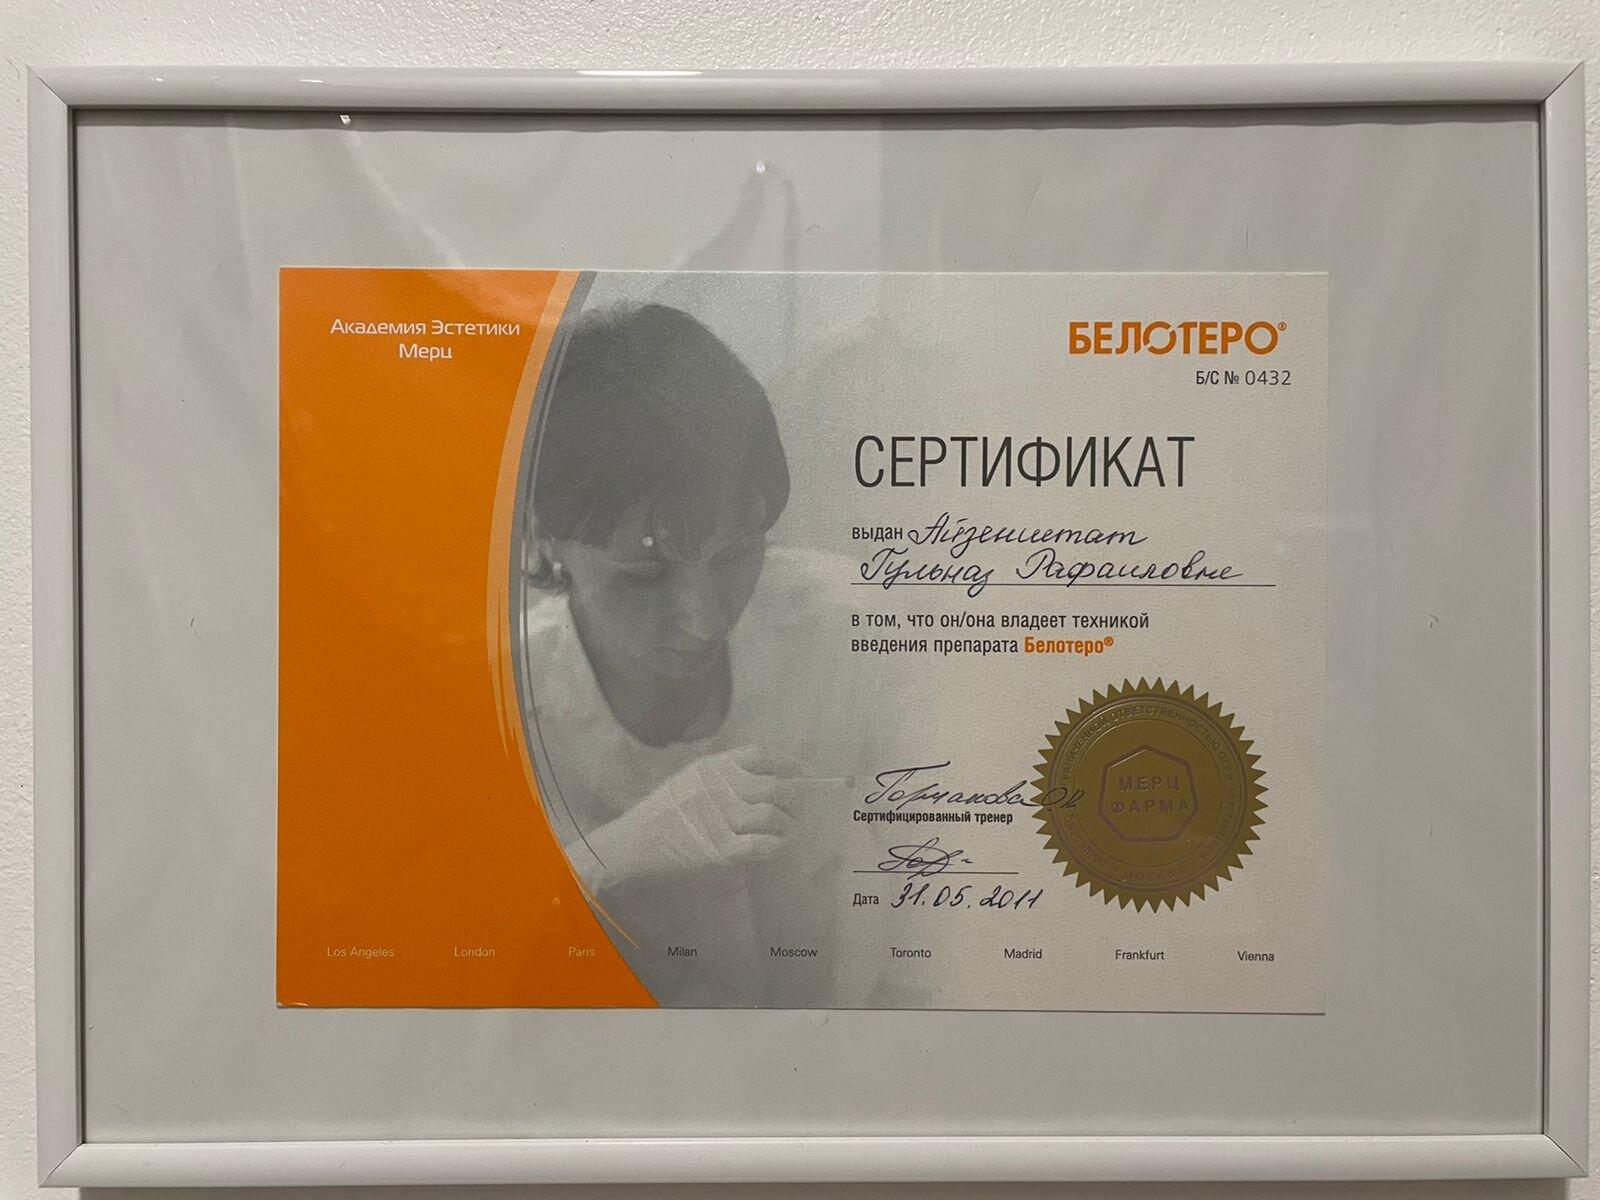 Академия Эстетики
Мерц
БЕЛОТЕРО®
Б/С № 0432
СЕРТИФИКАТ
выдан Айзенштат
Гульназ Рафаиловне
в том, что он/она владеет техникой
введения препарата Белотеро®
МЕРЦ
ФАРМА
МОСКВА
Горчакова
Сертифицированный тренер
Дата 31.05.2011
Los Angeles London Paris Milan Moscow Toronto Madrid Frankfurt Vienna